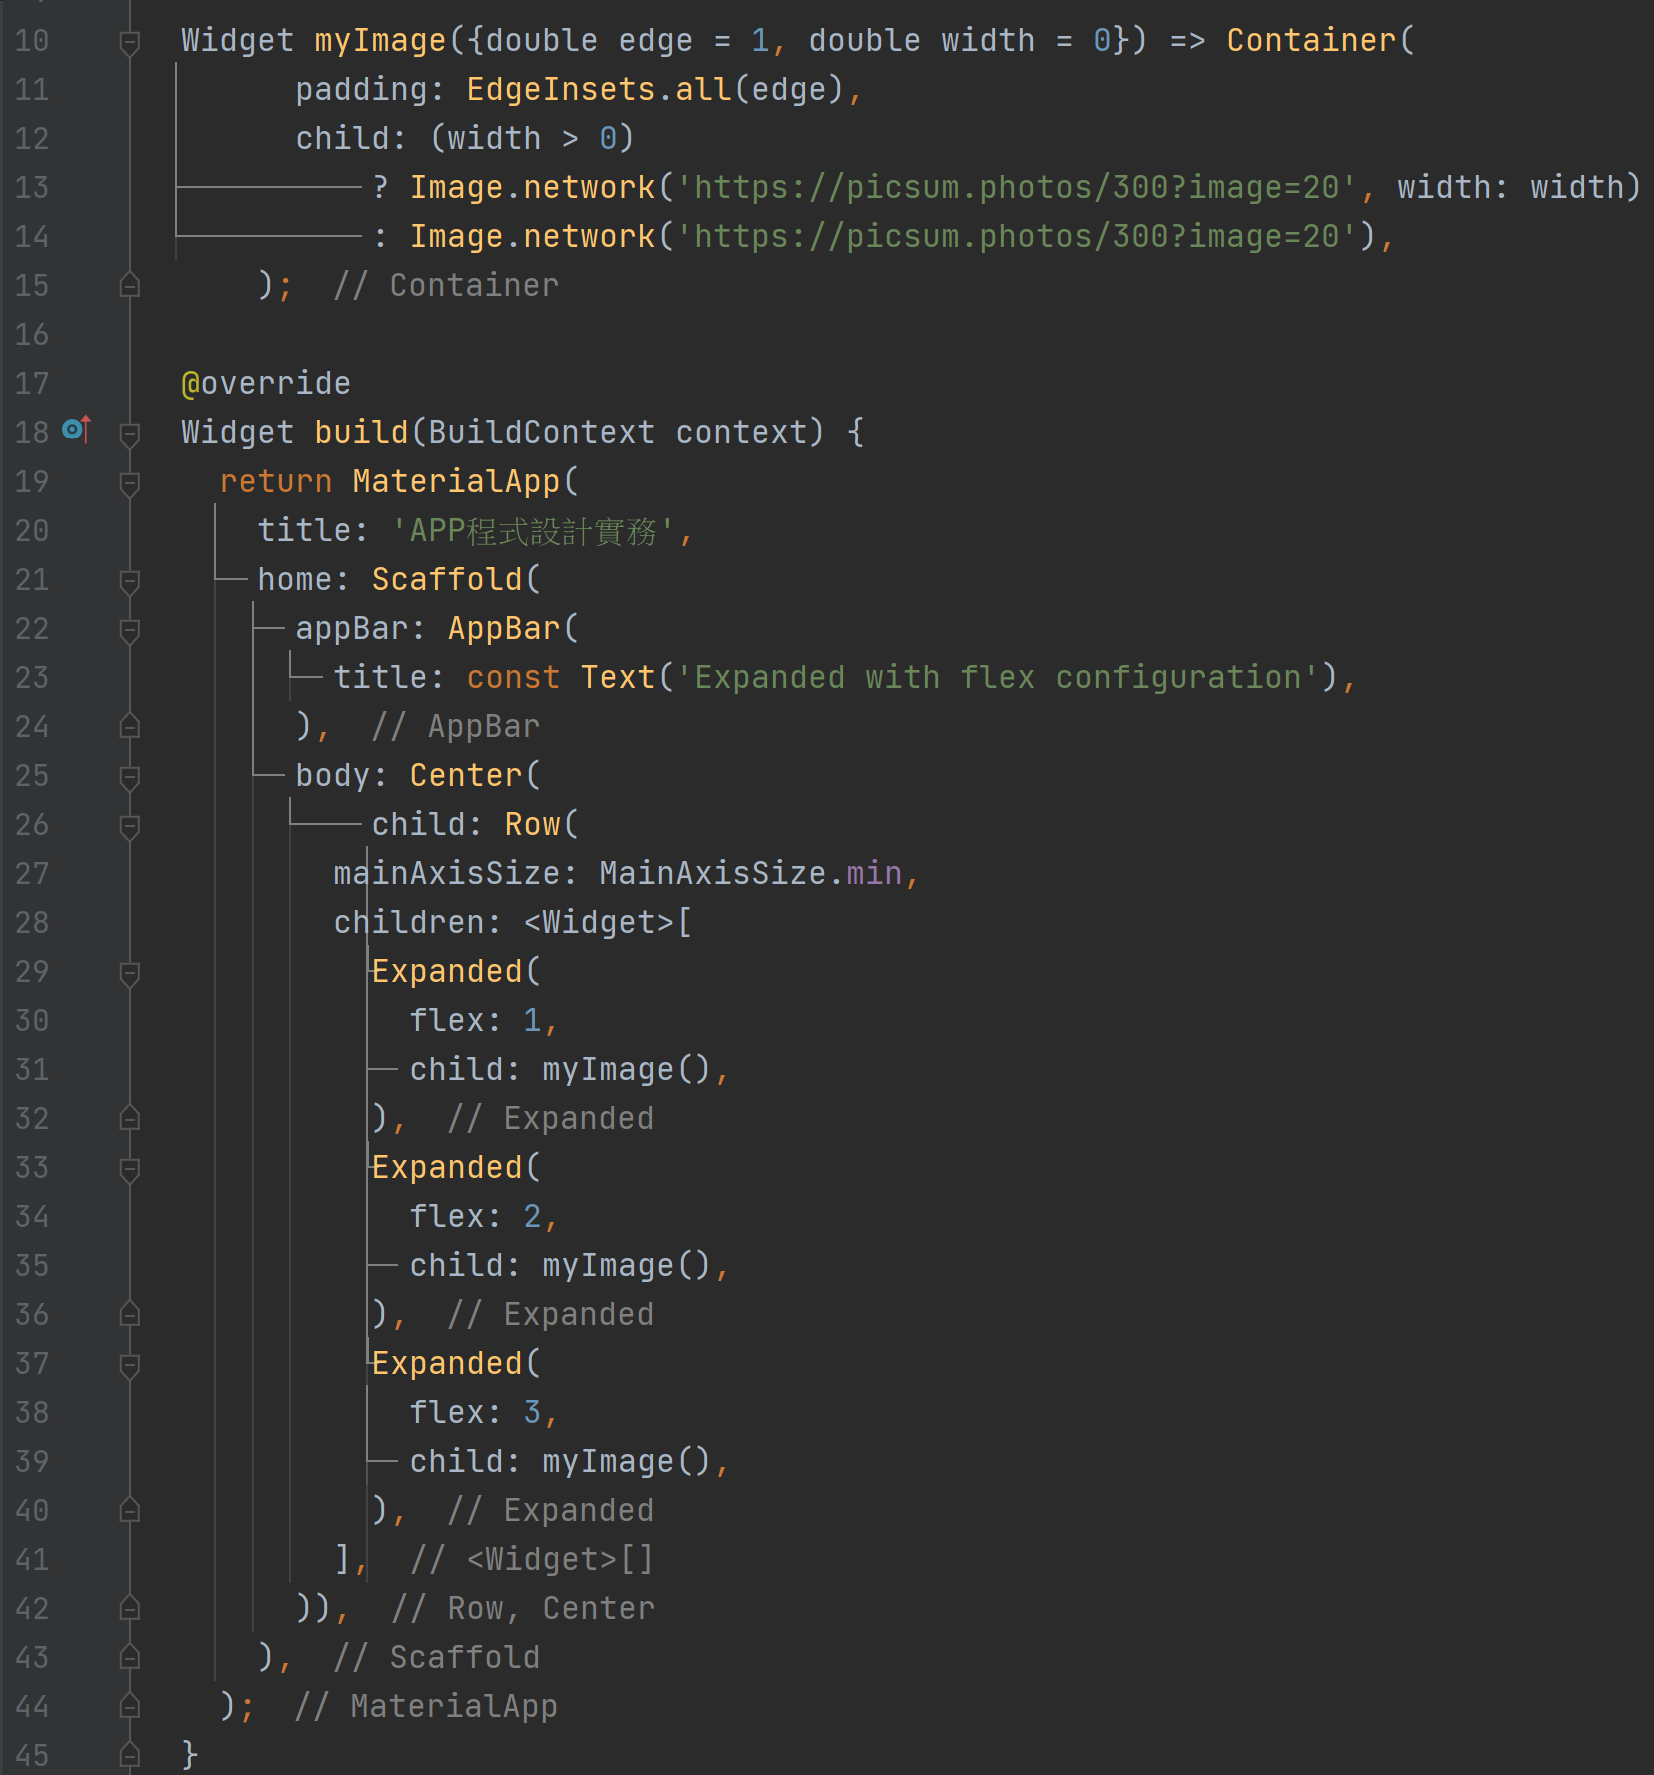 10 Widget myImage({double edge = 1, double width = 0}) => Container(
11 padding: EdgeInsets.all(edge),
12 child: (width > 0)
13 ? Image.network('https://picsum.photos/300?image=20', width: width)
14 : Image.network('https://picsum.photos/300?image=20'),
15 ); // Container
16
17 @override
18 Widget build(BuildContext context) {
19 return MaterialApp(
20 title: 'APP程式設計實務',
21 home: Scaffold(
22 appBar: AppBar(
23 title: const Text('Expanded with flex configuration'),
24 ), // AppBar
25 body: Center(
26 child: Row(
27 mainAxisSize: MainAxisSize.min,
28 children: <Widget>[
29 Expanded(
30 flex: 1,
31 child: myImage(),
32 ), // Expanded
33 Expanded(
34 flex: 2,
35 child: myImage(),
36 ), // Expanded
37 Expanded(
38 flex: 3,
39 child: myImage(),
40 ), // Expanded
41 ], // <Widget>[]
42 )), // Row, Center
43 ), // Scaffold
44 ); // MaterialApp
45 }